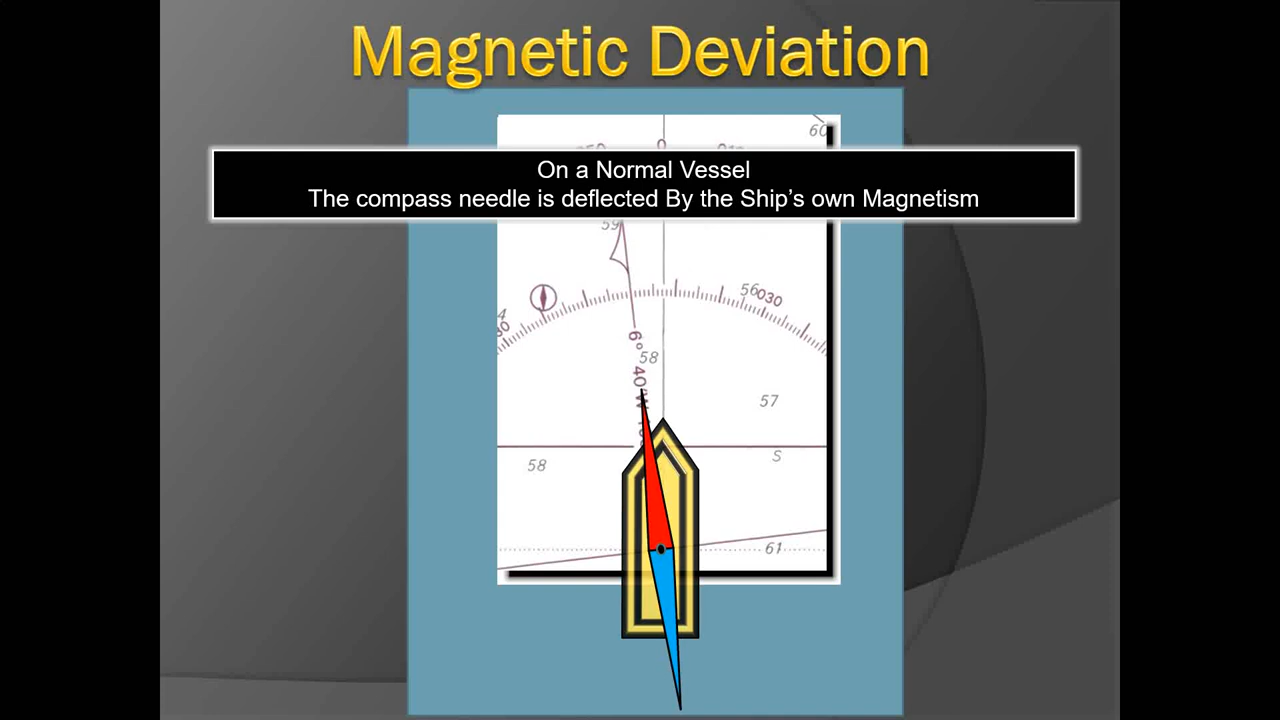 Magnetic Deviation
60
0
On a Normal Vessel
The compass needle is deflected By the Ship’s own Magnetism
59
56 030
58
6° 40'W
57
58
S
61